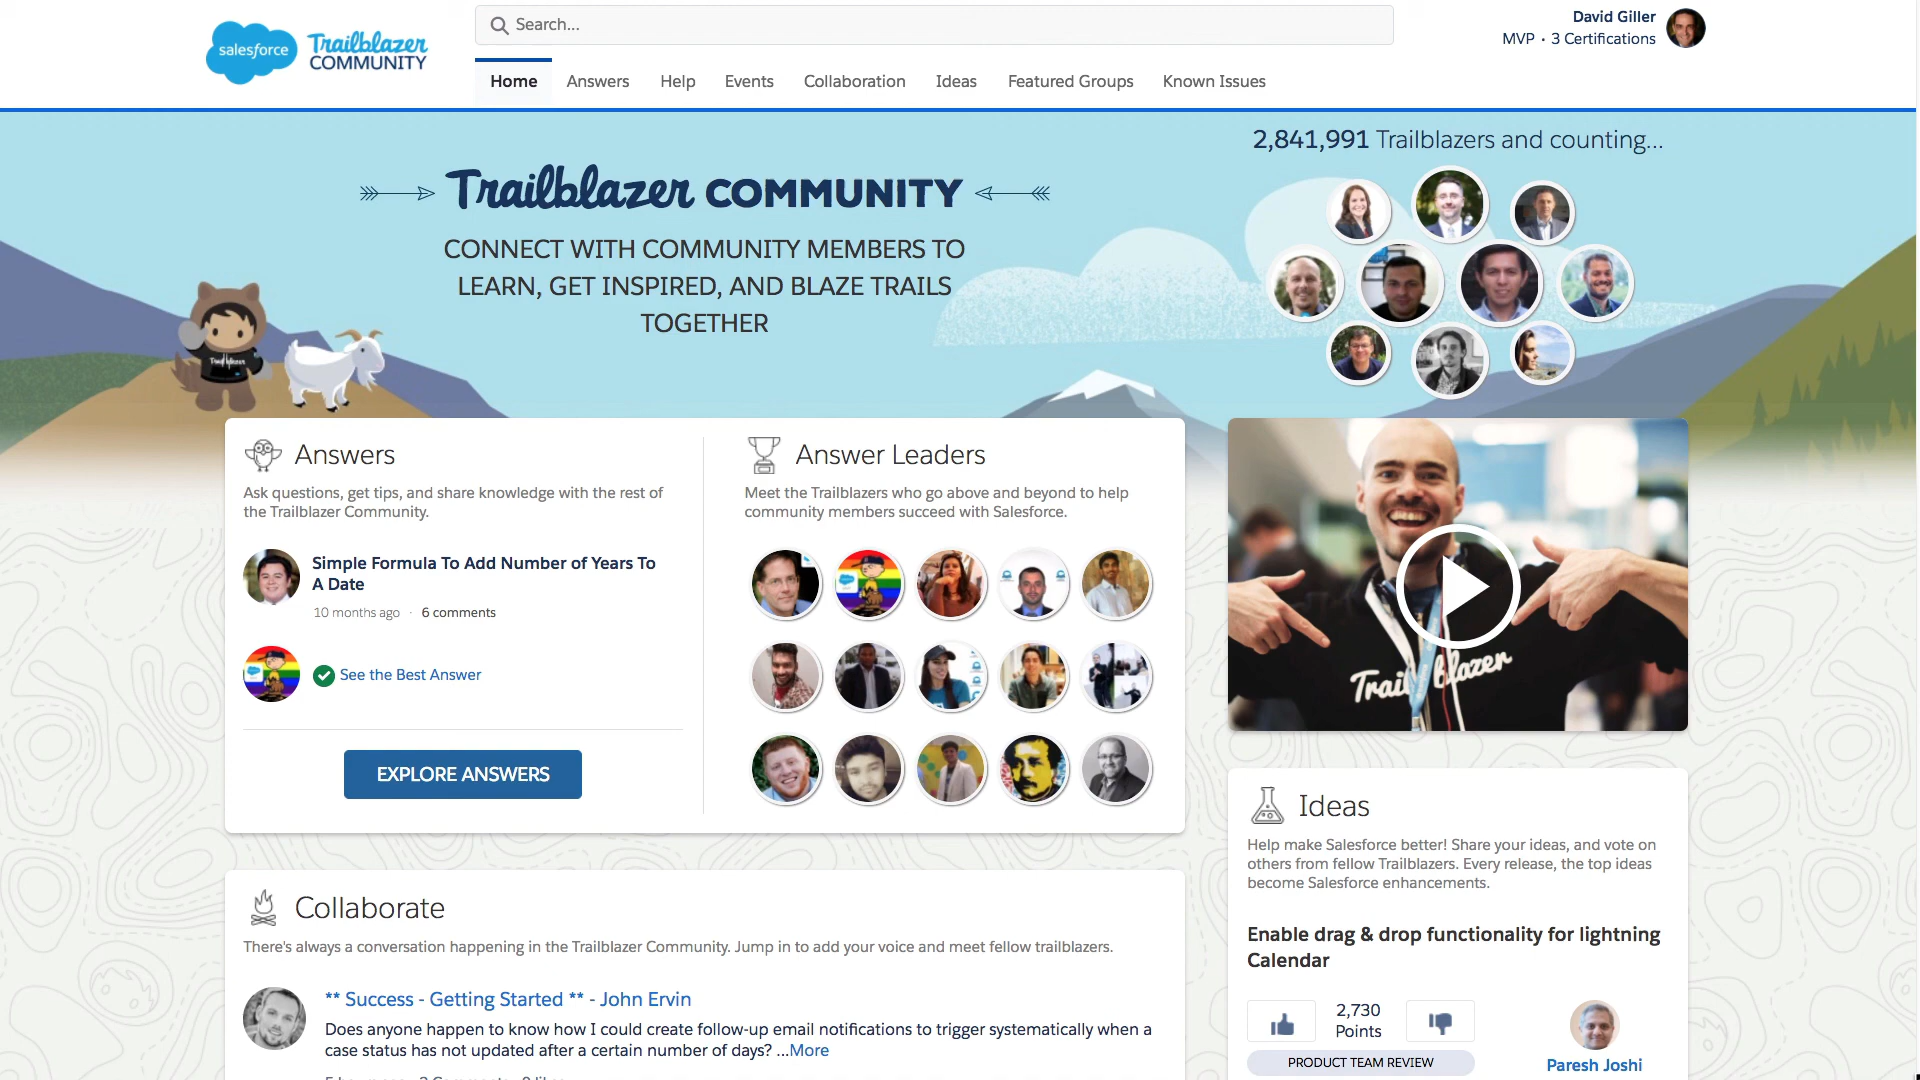 salesforce
Trailblazer
COMMUNITY
Search...
David Giller
MVP · 3 Certifications
Home Answers Help Events Collaboration Ideas Featured Groups Known Issues
2,841,991 Trailblazers and counting...
Trailblazer COMMUNITY
CONNECT WITH COMMUNITY MEMBERS TO
LEARN, GET INSPIRED, AND BLAZE TRAILS
TOGETHER
Trailblazer
Answers
Ask questions, get tips, and share knowledge with the rest of
the Trailblazer Community.
Simple Formula To Add Number of Years To
A Date
10 months ago · 6 comments
See the Best Answer
EXPLORE ANSWERS
Answer Leaders
Meet the Trailblazers who go above and beyond to help
community members succeed with Salesforce.
Trailblazer
Collaborate
There's always a conversation happening in the Trailblazer Community. Jump in to add your voice and meet fellow trailblazers.
** Success - Getting Started ** - John Ervin
Does anyone happen to know how I could create follow-up email notifications to trigger systematically when a
case status has not updated after a certain number of days? ...More
Ideas
Help make Salesforce better! Share your ideas, and vote on
others from fellow Trailblazers. Every release, the top ideas
become Salesforce enhancements.
Enable drag & drop functionality for lightning
Calendar
2,730
Points
PRODUCT TEAM REVIEW
Paresh Joshi